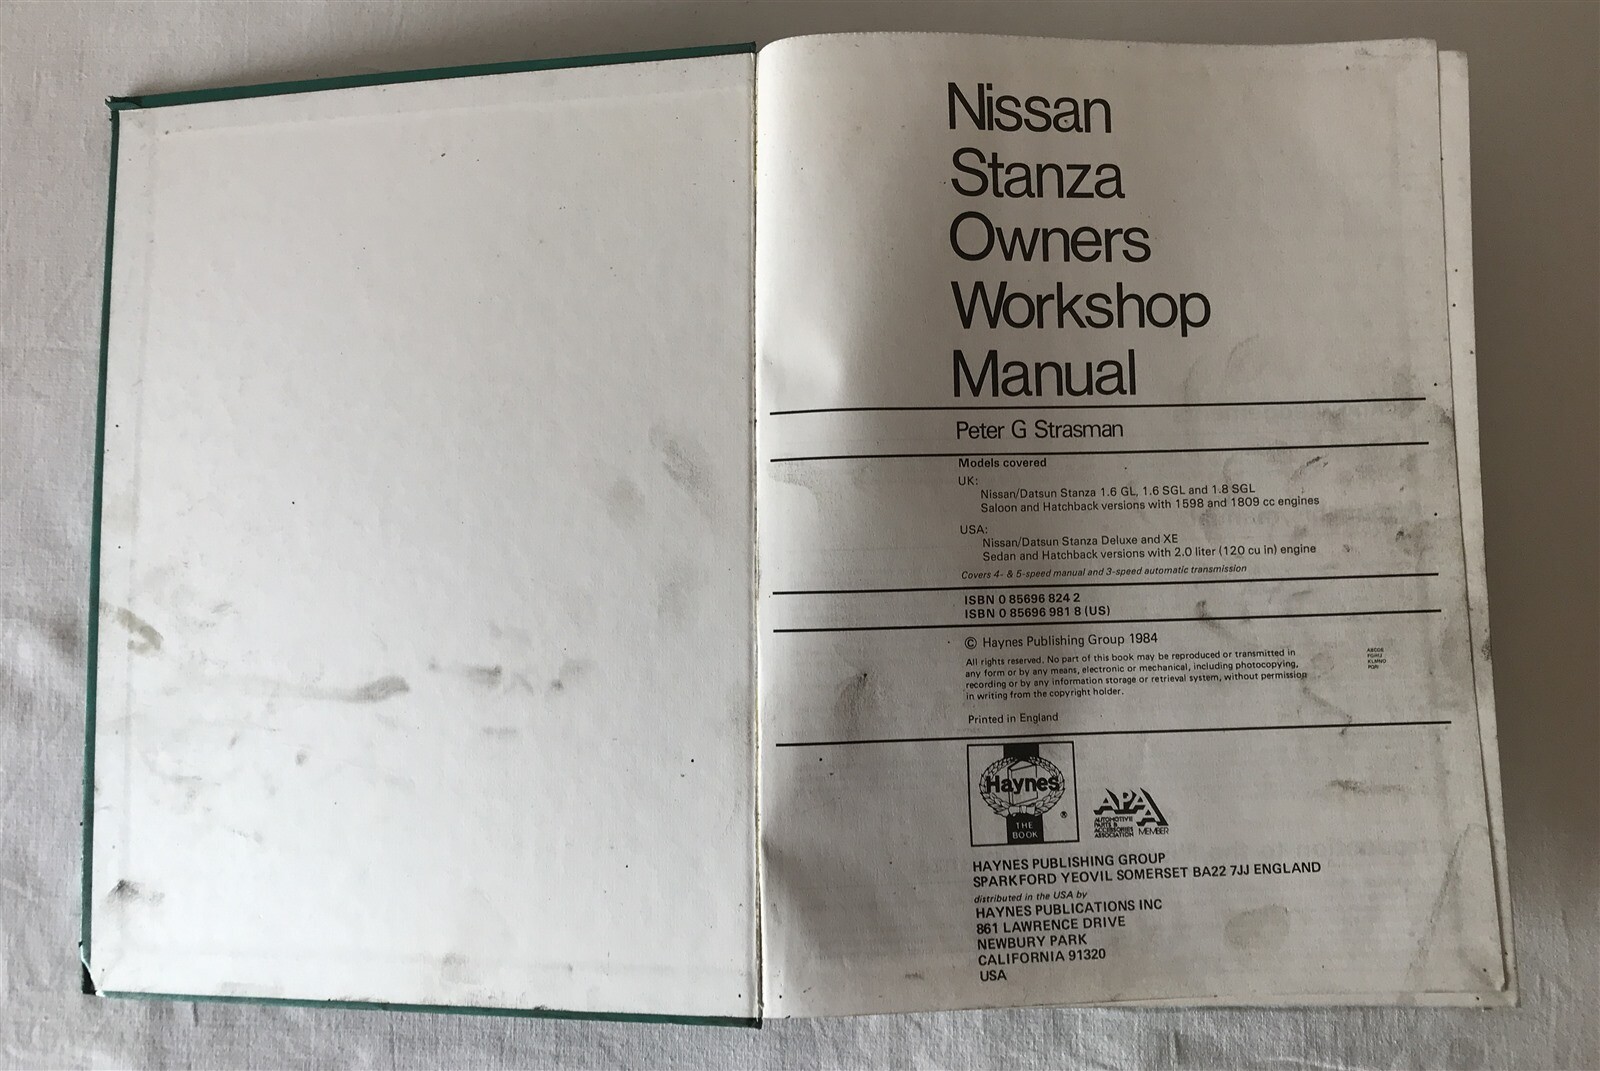 Nissan
Stanza
Owners
Workshop
Manual
Peter G Strasman
Models covered
UK:
Nissan/Datsun Stanza 1.6 GL, 1.6 SGL and 1.8 SGL
Saloon and Hatchback versions with 1598 and 1809 cc engines
USA:
Nissan/Datsun Stanza Deluxe and XE
Sedan and Hatchback versions with 2.0 liter (120 cu in) engine
Covers 4- & 5-speed manual and 3-speed automatic transmission
ISBN 0 85696 824 2
ISBN 0 85696 981 8 (US)
© Haynes Publishing Group 1984
All rights reserved. No part of this book may be reproduced or transmitted in
any form or by any means, electronic or mechanical, including photocopying,
recording or by any information storage or retrieval system, without permission
in writing from the copyright holder.
ABCDE
FGHIJ
KLMNO
PQR
Printed in England
Haynes
®
THE
BOOK
APAA
AUTOMOTIVE
PARTS &
ACCESSORIES
ASSOCIATION
MEMBER
HAYNES PUBLISHING GROUP
SPARKFORD YEOVIL SOMERSET BA22 7JJ ENGLAND
distributed in the USA by
HAYNES PUBLICATIONS INC
861 LAWRENCE DRIVE
NEWBURY PARK
CALIFORNIA 91320
USA